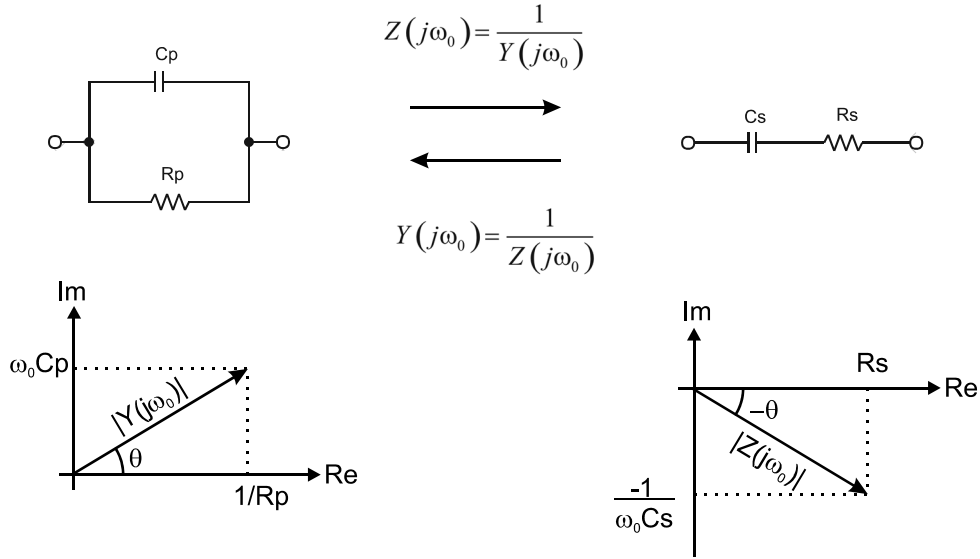 Cp
Rp
Z(jω₀)=1/Y(jω₀)
Y(jω₀)=1/Z(jω₀)
Cs
Rs
Im
ω₀Cp
|Y(jω₀)|
θ
Re
1/Rp
Im
Rs
Re
−θ
|Z(jω₀)|
-1/ω₀Cs